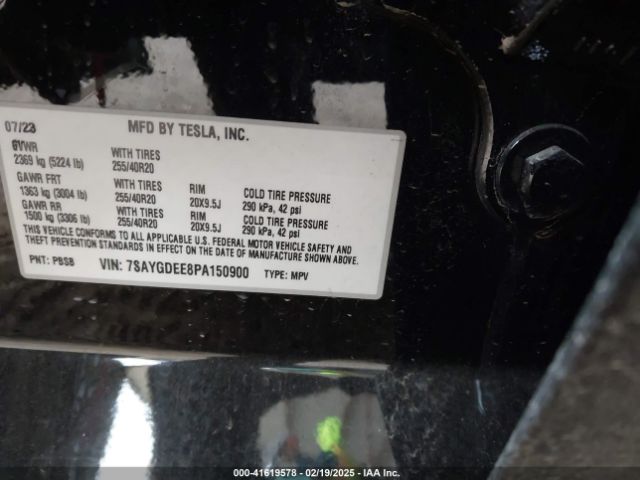 07/23 MFD BY TESLA, INC.
GVWR
2369 kg (5224 lb) WITH TIRES 255/40R20
GAWR FRT
1363 kg (3004 lb) WITH TIRES 255/40R20 RIM 20X9.5J COLD TIRE PRESSURE 290 kPa, 42 psi
GAWR RR
1500 kg (3306 lb) WITH TIRES 255/40R20 RIM 20X9.5J COLD TIRE PRESSURE 290 kPa, 42 psi
THIS VEHICLE CONFORMS TO ALL APPLICABLE U.S. FEDERAL MOTOR VEHICLE SAFETY AND
THEFT PREVENTION STANDARDS IN EFFECT ON THE DATE OF MANUFACTURE SHOWN ABOVE.
PNT: PBSB VIN: 7SAYGDEE8PA150900 TYPE: MPV
000-41619578 - 02/19/2025 - IAA Inc.